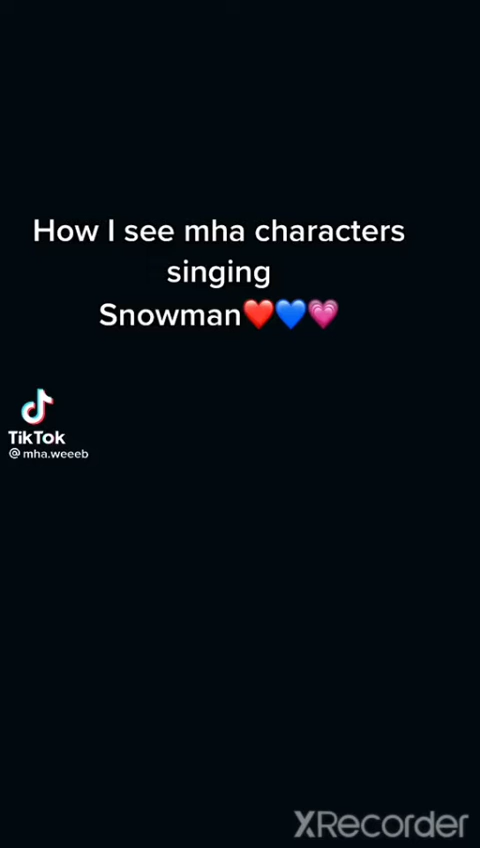 How I see mha characters
singing
Snowman❤️💙💗
TikTok
@mha.weeeb
XRecorder